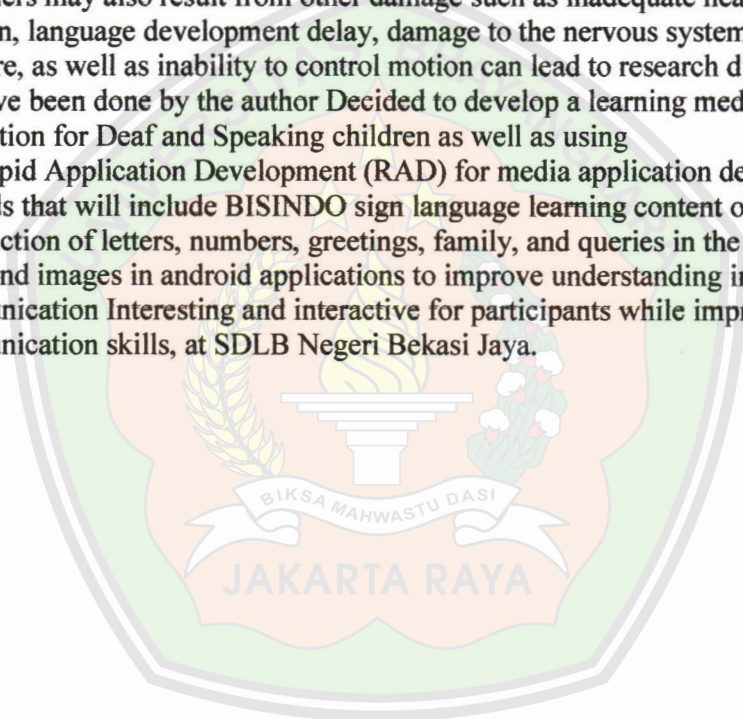 ers may also result from other damage such as inadequate hea
n, language development delay, damage to the nervous system
re, as well as inability to control motion can lead to research d
ve been done by the author Decided to develop a learning med
tion for Deaf and Speaking children as well as using
pid Application Development (RAD) for media application de
ls that will include BISINDO sign language learning content o
ction of letters, numbers, greetings, family, and queries in the
nd images in android applications to improve understanding in
nication Interesting and interactive for participants while impr
nication skills, at SDLB Negeri Bekasi Jaya.
UNIVERSITAS BHAYANGKARA
BIKSA MAHWASTU DASI
JAKARTA RAYA